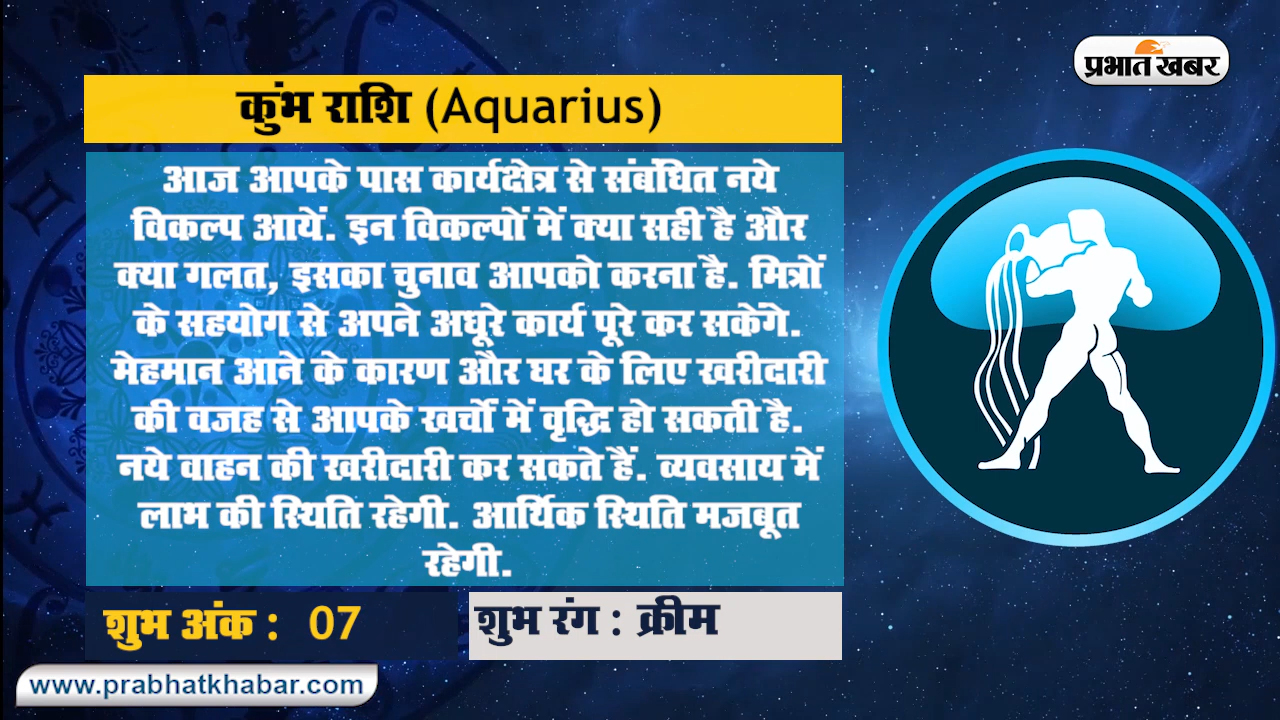 प्रभात खबर
कुंभ राशि (Aquarius)
आज आपके पास कार्यक्षेत्र से संबंधित नये
विकल्प आयें. इन विकल्पों में क्या सही है और
क्या गलत, इसका चुनाव आपको करना है. मित्रों
के सहयोग से अपने अधूरे कार्य पूरे कर सकेंगे.
मेहमान आने के कारण और घर के लिए खरीदारी
की वजह से आपके खर्चो में वृद्धि हो सकती है.
नये वाहन की खरीदारी कर सकते हैं. व्यवसाय में
लाभ की स्थिति रहेगी. आर्थिक स्थिति मजबूत
रहेगी.
शुभ अंक : 07
शुभ रंग : क्रीम
www.prabhatkhabar.com